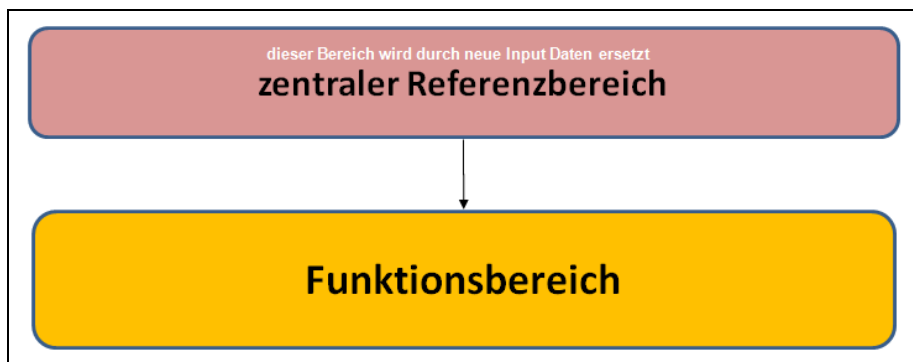 dieser Bereich wird durch neue Input Daten ersetzt
zentraler Referenzbereich
Funktionsbereich